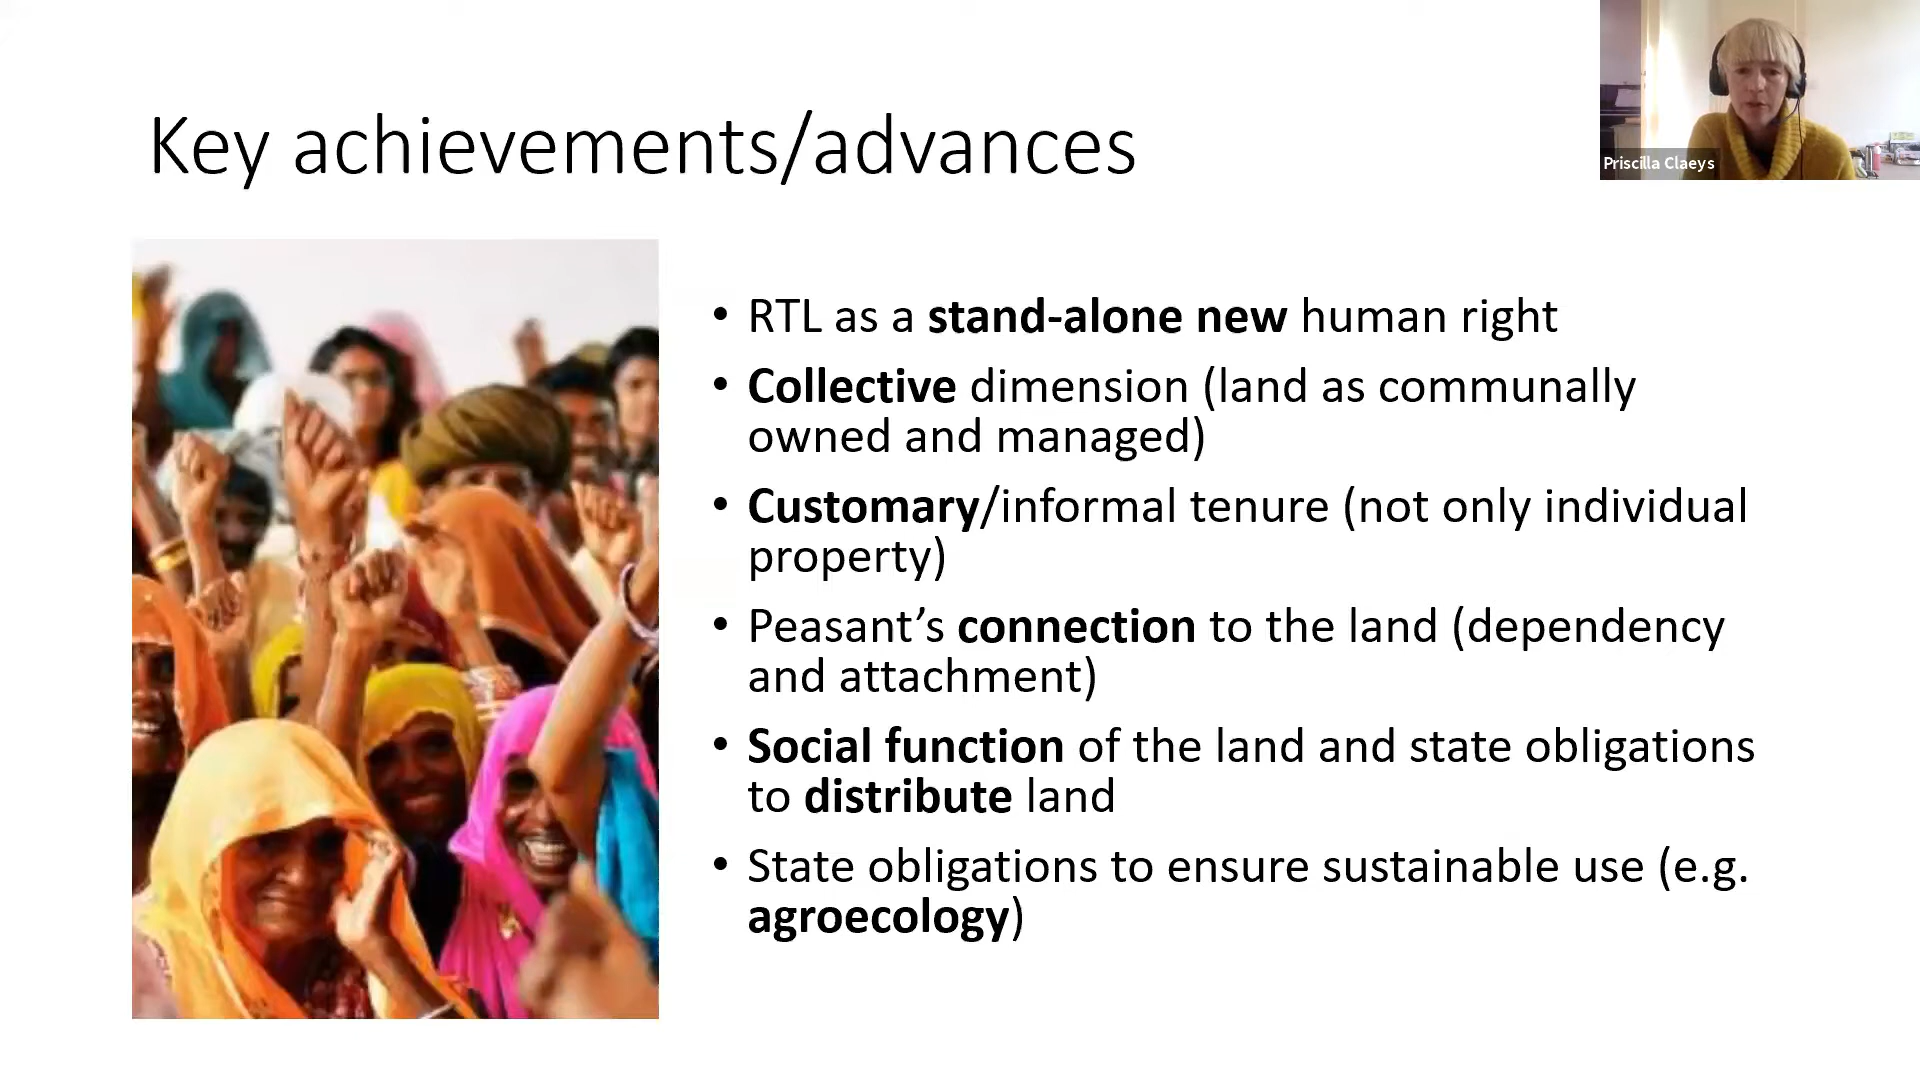 Key achievements/advances
Priscilla Claeys
• RTL as a stand-alone new human right
• Collective dimension (land as communally
owned and managed)
• Customary/informal tenure (not only individual
property)
• Peasant’s connection to the land (dependency
and attachment)
• Social function of the land and state obligations
to distribute land
• State obligations to ensure sustainable use (e.g.
agroecology)